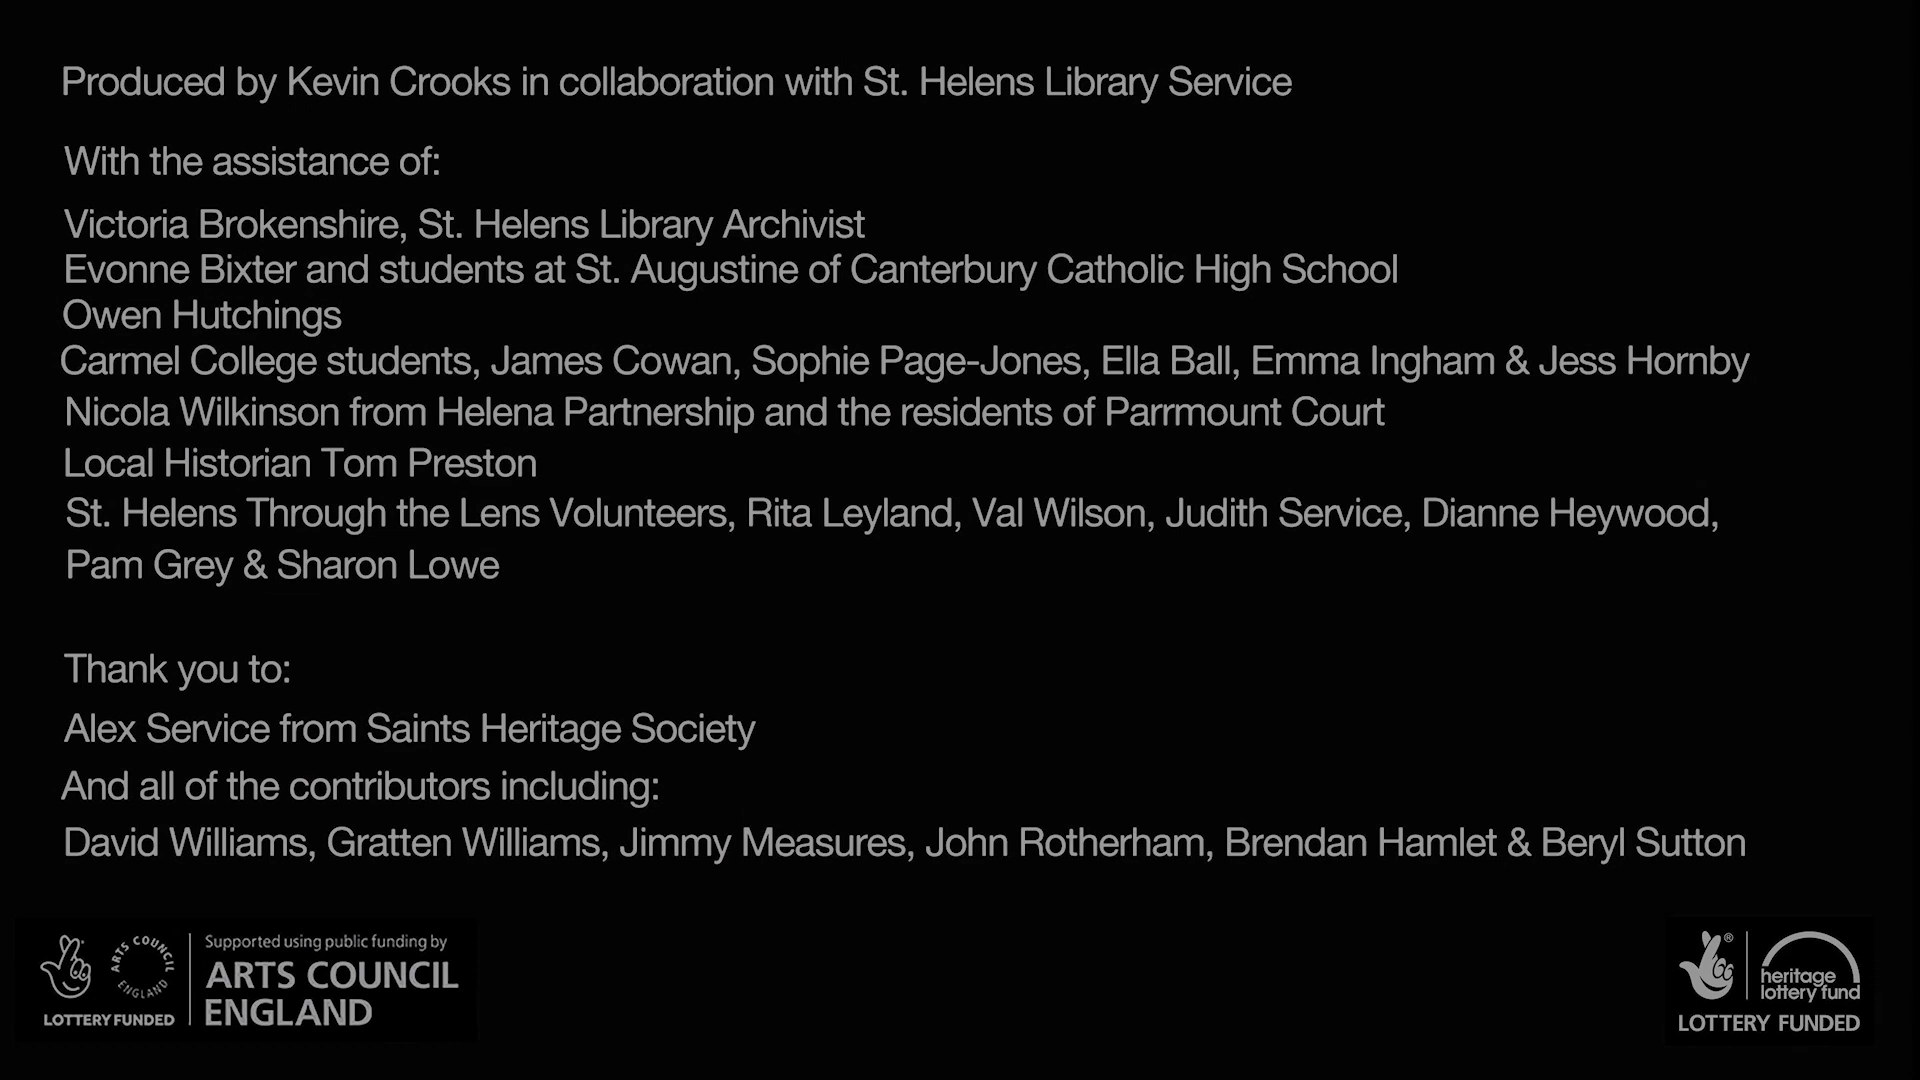 Produced by Kevin Crooks in collaboration with St. Helens Library Service
With the assistance of:
Victoria Brokenshire, St. Helens Library Archivist
Evonne Bixter and students at St. Augustine of Canterbury Catholic High School
Owen Hutchings
Carmel College students, James Cowan, Sophie Page-Jones, Ella Ball, Emma Ingham & Jess Hornby
Nicola Wilkinson from Helena Partnership and the residents of Parrmount Court
Local Historian Tom Preston
St. Helens Through the Lens Volunteers, Rita Leyland, Val Wilson, Judith Service, Dianne Heywood,
Pam Grey & Sharon Lowe
Thank you to:
Alex Service from Saints Heritage Society
And all of the contributors including:
David Williams, Gratten Williams, Jimmy Measures, John Rotherham, Brendan Hamlet & Beryl Sutton
ARTS COUNCIL ENGLAND
LOTTERY FUNDED
Supported using public funding by
ARTS COUNCIL
ENGLAND
®
heritage
lottery fund
LOTTERY FUNDED